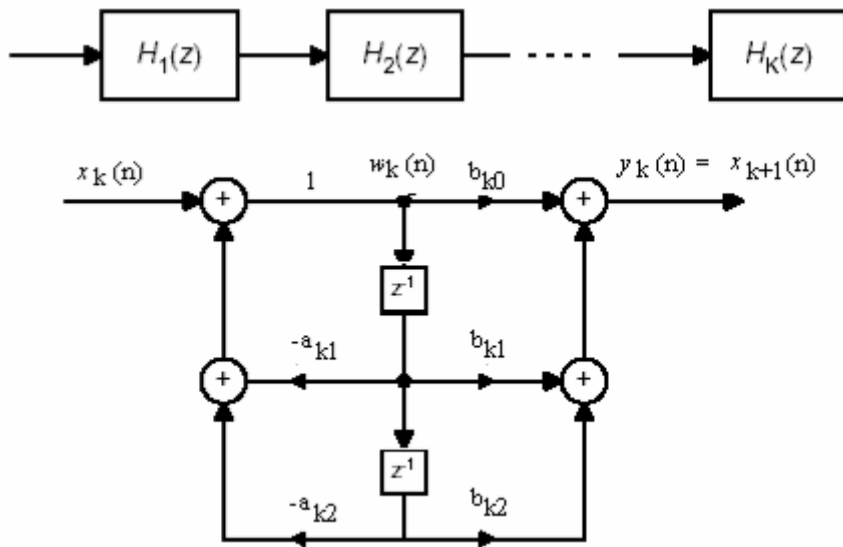 H₁(z) H₂(z) Hₖ(z)
xₖ(n) 1 wₖ(n) bₖ₀ yₖ(n) = xₖ₊₁(n)
+ +
z⁻¹
-aₖ₁ bₖ₁
+ +
z⁻¹
-aₖ₂ bₖ₂